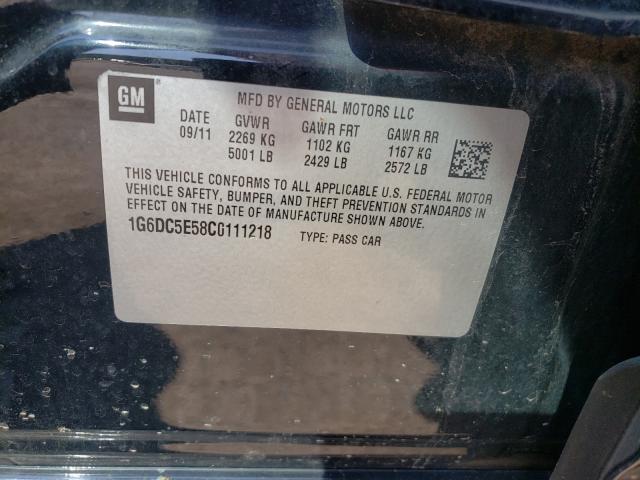 GM
MFD BY GENERAL MOTORS LLC
DATE GVWR GAWR FRT GAWR RR
09/11 2269 KG 1102 KG 1167 KG
5001 LB 2429 LB 2572 LB
THIS VEHICLE CONFORMS TO ALL APPLICABLE U.S. FEDERAL MOTOR
VEHICLE SAFETY, BUMPER, AND THEFT PREVENTION STANDARDS IN
EFFECT ON THE DATE OF MANUFACTURE SHOWN ABOVE.
1G6DC5E58C0111218 TYPE: PASS CAR